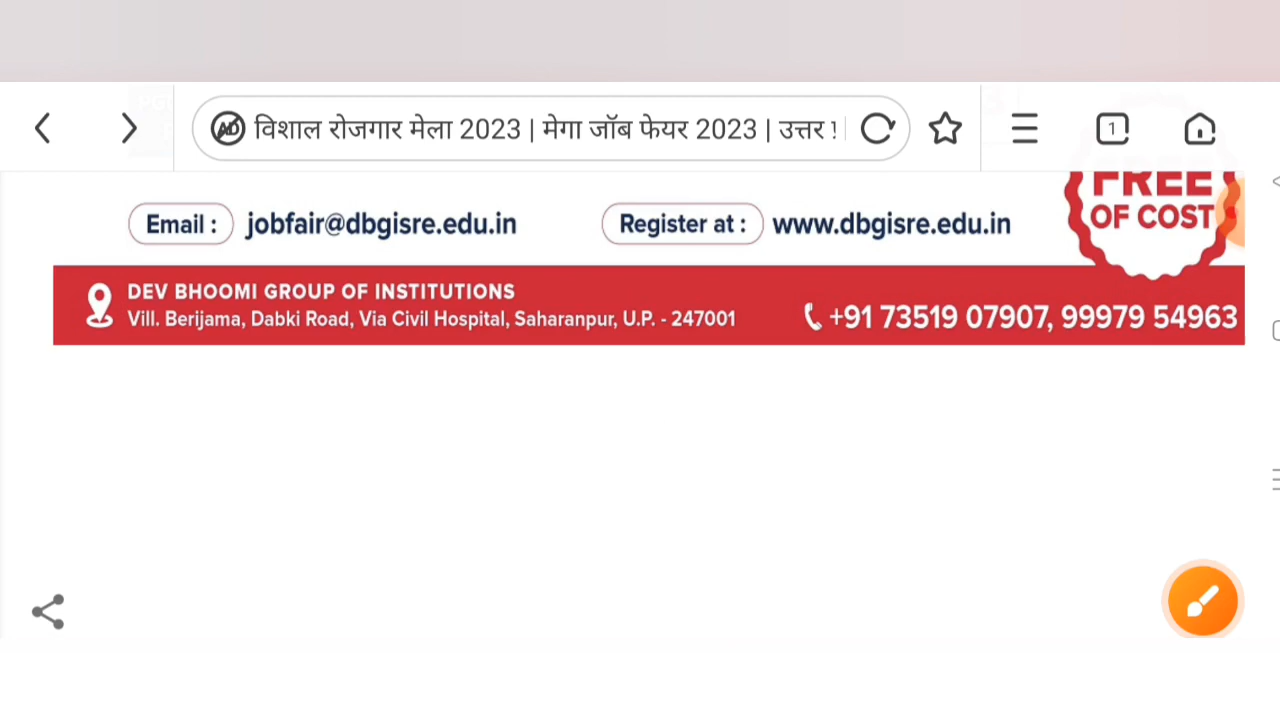 विशाल रोजगार मेला 2023 | मेगा जॉब फेयर 2023 | उत्तर
1
FREE
OF COST
Email : jobfair@dbgisre.edu.in
Register at : www.dbgisre.edu.in
DEV BHOOMI GROUP OF INSTITUTIONS
Vill. Berijama, Dabki Road, Via Civil Hospital, Saharanpur, U.P. - 247001
+91 73519 07907, 99979 54963